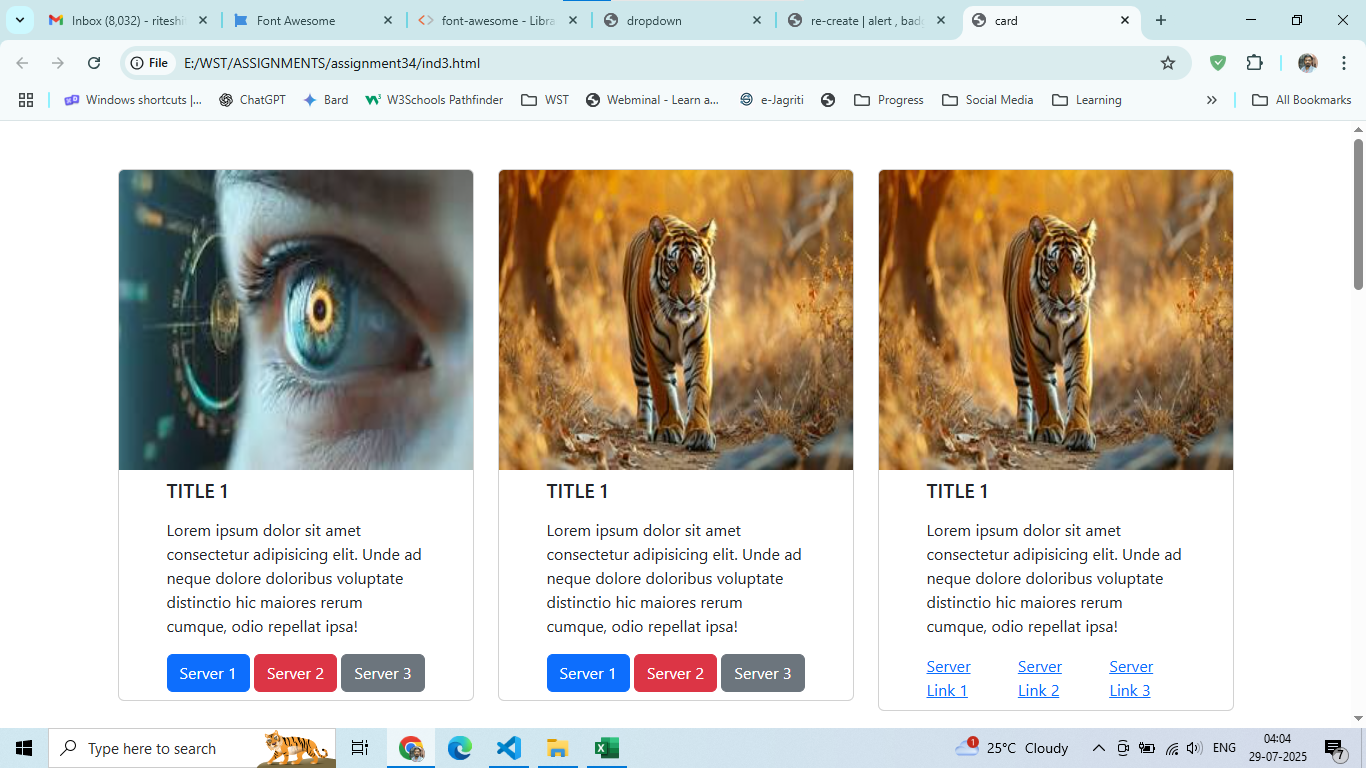 Inbox (8,032) - riteshi
Font Awesome
font-awesome - Libra
dropdown
re-create | alert , bad
card
File
E:/WST/ASSIGNMENTS/assignment34/ind3.html
Windows shortcuts |...
ChatGPT
Bard
W3Schools Pathfinder
WST
Webminal - Learn a...
e-Jagriti
Progress
Social Media
Learning
All Bookmarks
TITLE 1
Lorem ipsum dolor sit amet
consectetur adipisicing elit. Unde ad
neque dolore doloribus voluptate
distinctio hic maiores rerum
cumque, odio repellat ipsa!
Server 1 Server 2 Server 3
TITLE 1
Lorem ipsum dolor sit amet
consectetur adipisicing elit. Unde ad
neque dolore doloribus voluptate
distinctio hic maiores rerum
cumque, odio repellat ipsa!
Server 1 Server 2 Server 3
TITLE 1
Lorem ipsum dolor sit amet
consectetur adipisicing elit. Unde ad
neque dolore doloribus voluptate
distinctio hic maiores rerum
cumque, odio repellat ipsa!
Server Link 1
Server Link 2
Server Link 3
Type here to search
1
25°C Cloudy
ENG
04:04
29-07-2025
7